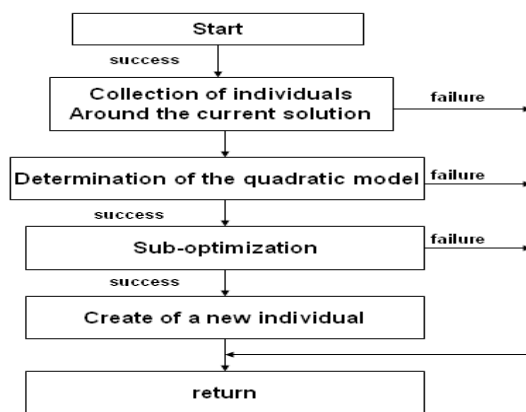 Start
success
Collection of individuals
Around the current solution
failure
Determination of the quadratic model
failure
success
Sub-optimization
failure
success
Create of a new individual
return